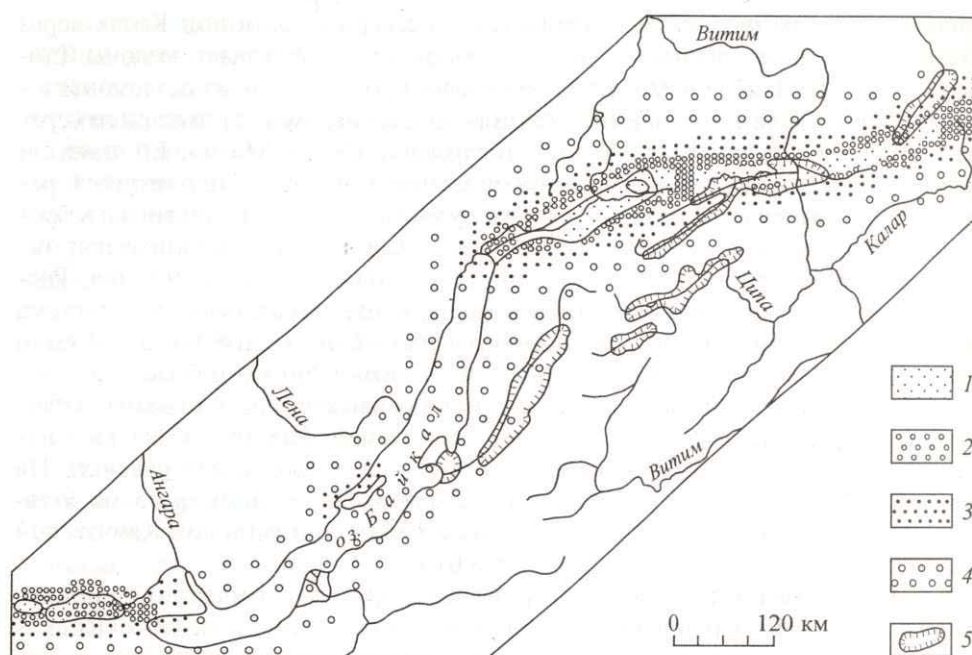 Витим
Калар
Ципа
Лена
Витим
Ангара
оз. Байкал
1
2
3
4
5
0 120 км